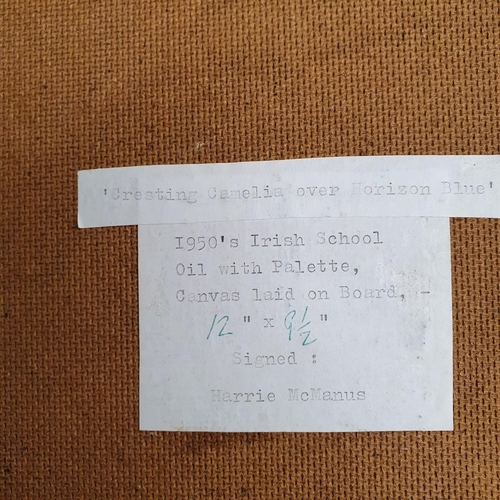 'Cresting Camelia over Horizon Blue'
1950's Irish School
Oil with Palette,
Canvas laid on Board, -
12 " x 9½ "
Signed :
Harrie McManus